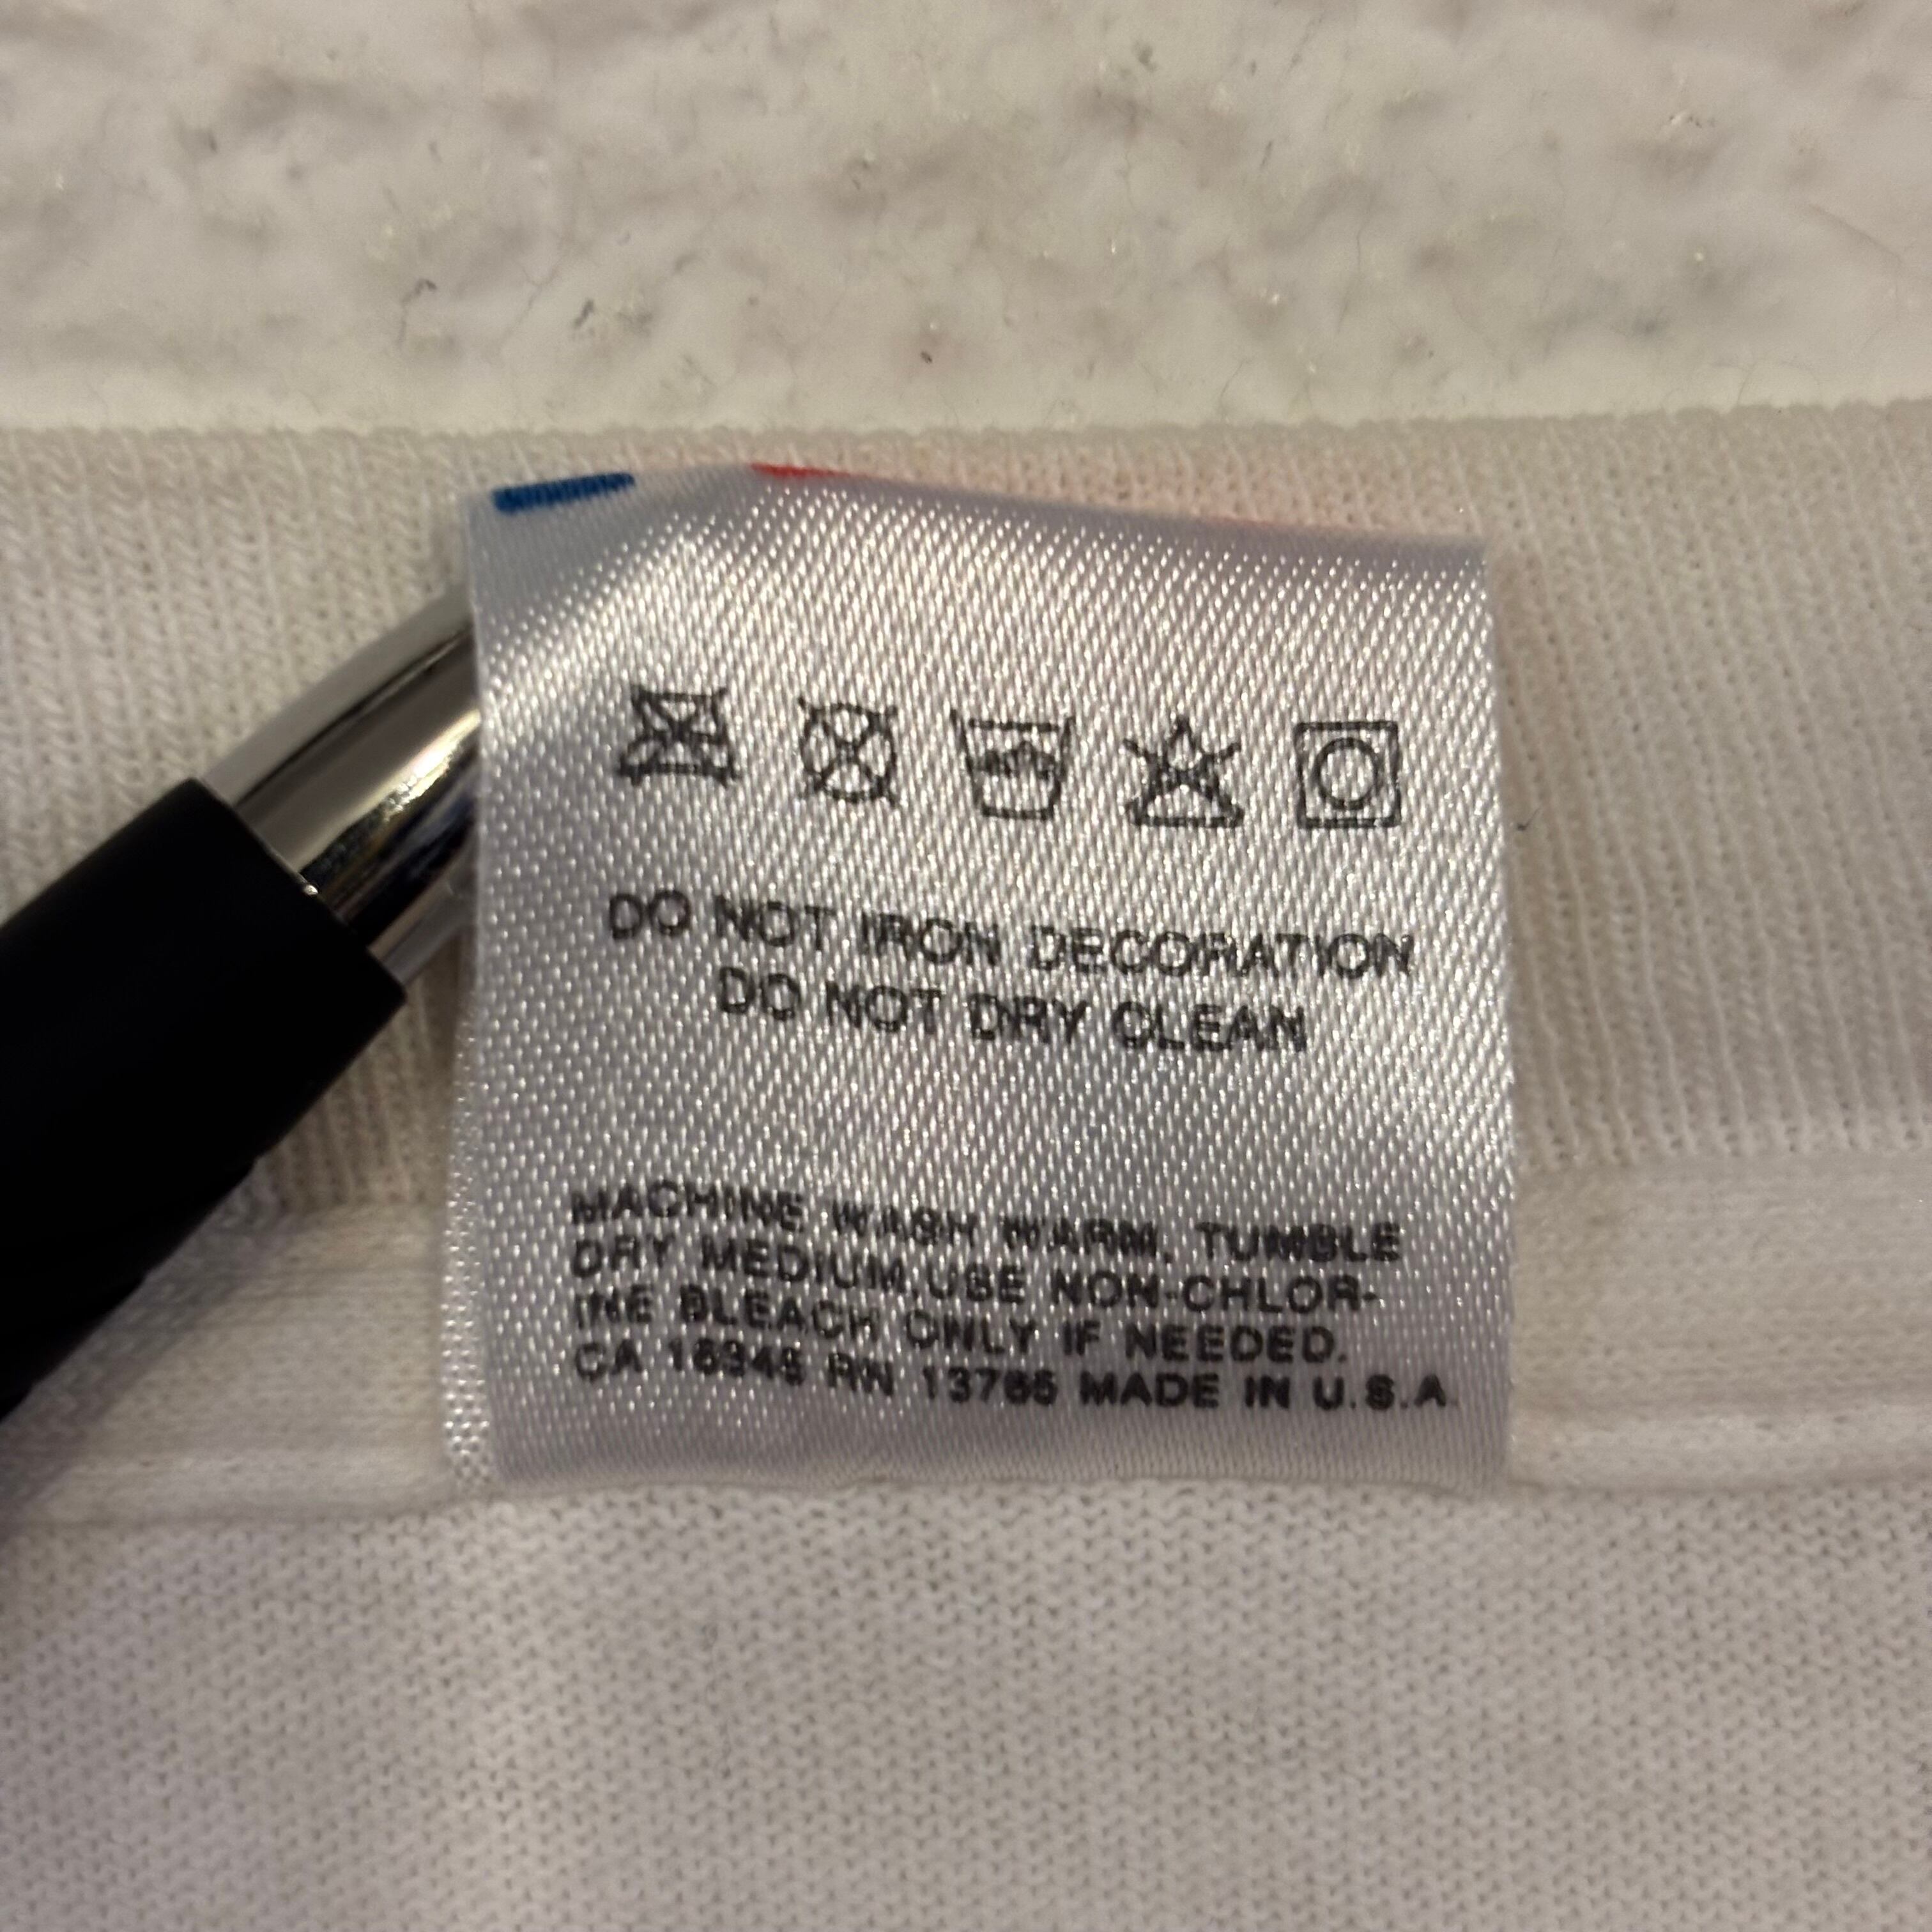 DO NOT IRON DECORATION
DO NOT DRY CLEAN
MACHINE WASH WARM, TUMBLE
DRY MEDIUM, USE NON-CHLOR-
INE BLEACH ONLY IF NEEDED.
CA 16945 RN 13765 MADE IN U.S.A.